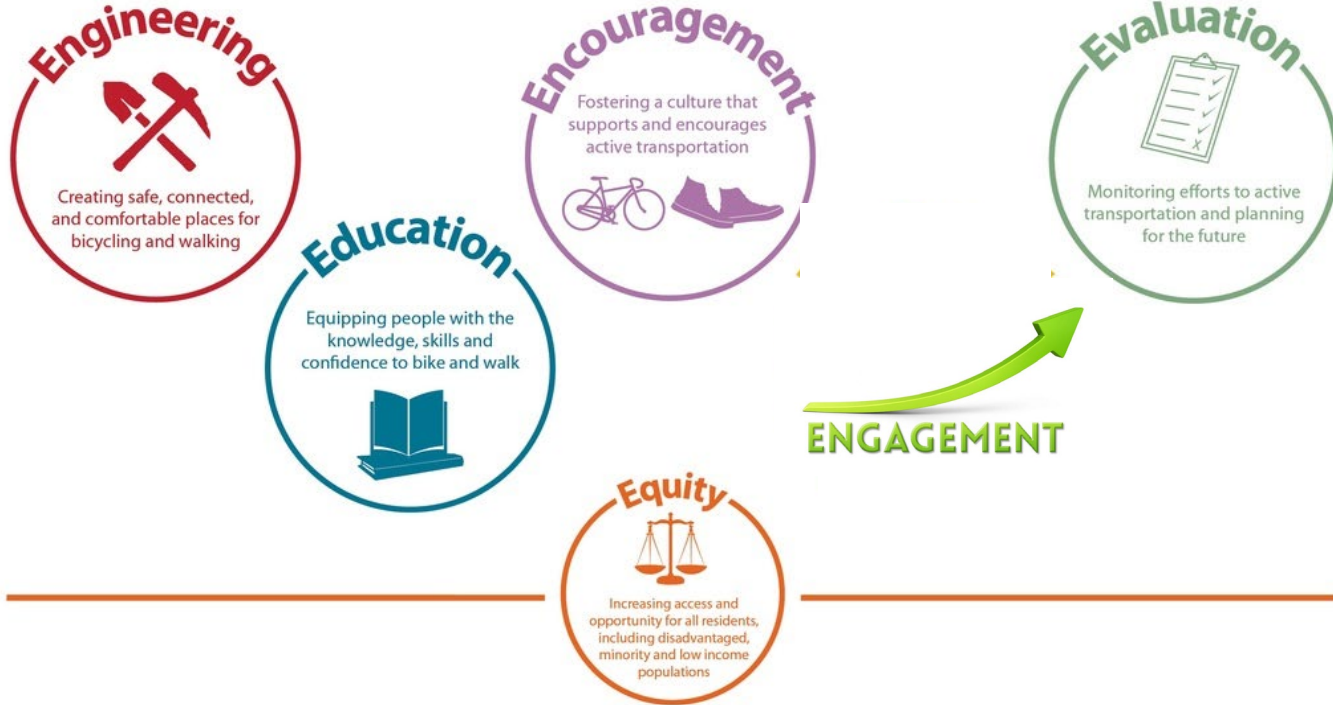 Engineering
Creating safe, connected,
and comfortable places for
bicycling and walking
Education
Equipping people with the
knowledge, skills and
confidence to bike and walk
Encouragement
Fostering a culture that
supports and encourages
active transportation
ENGAGEMENT
Evaluation
Monitoring efforts to active
transportation and planning
for the future
Equity
Increasing access and
opportunity for all residents,
including disadvantaged,
minority and low income
populations